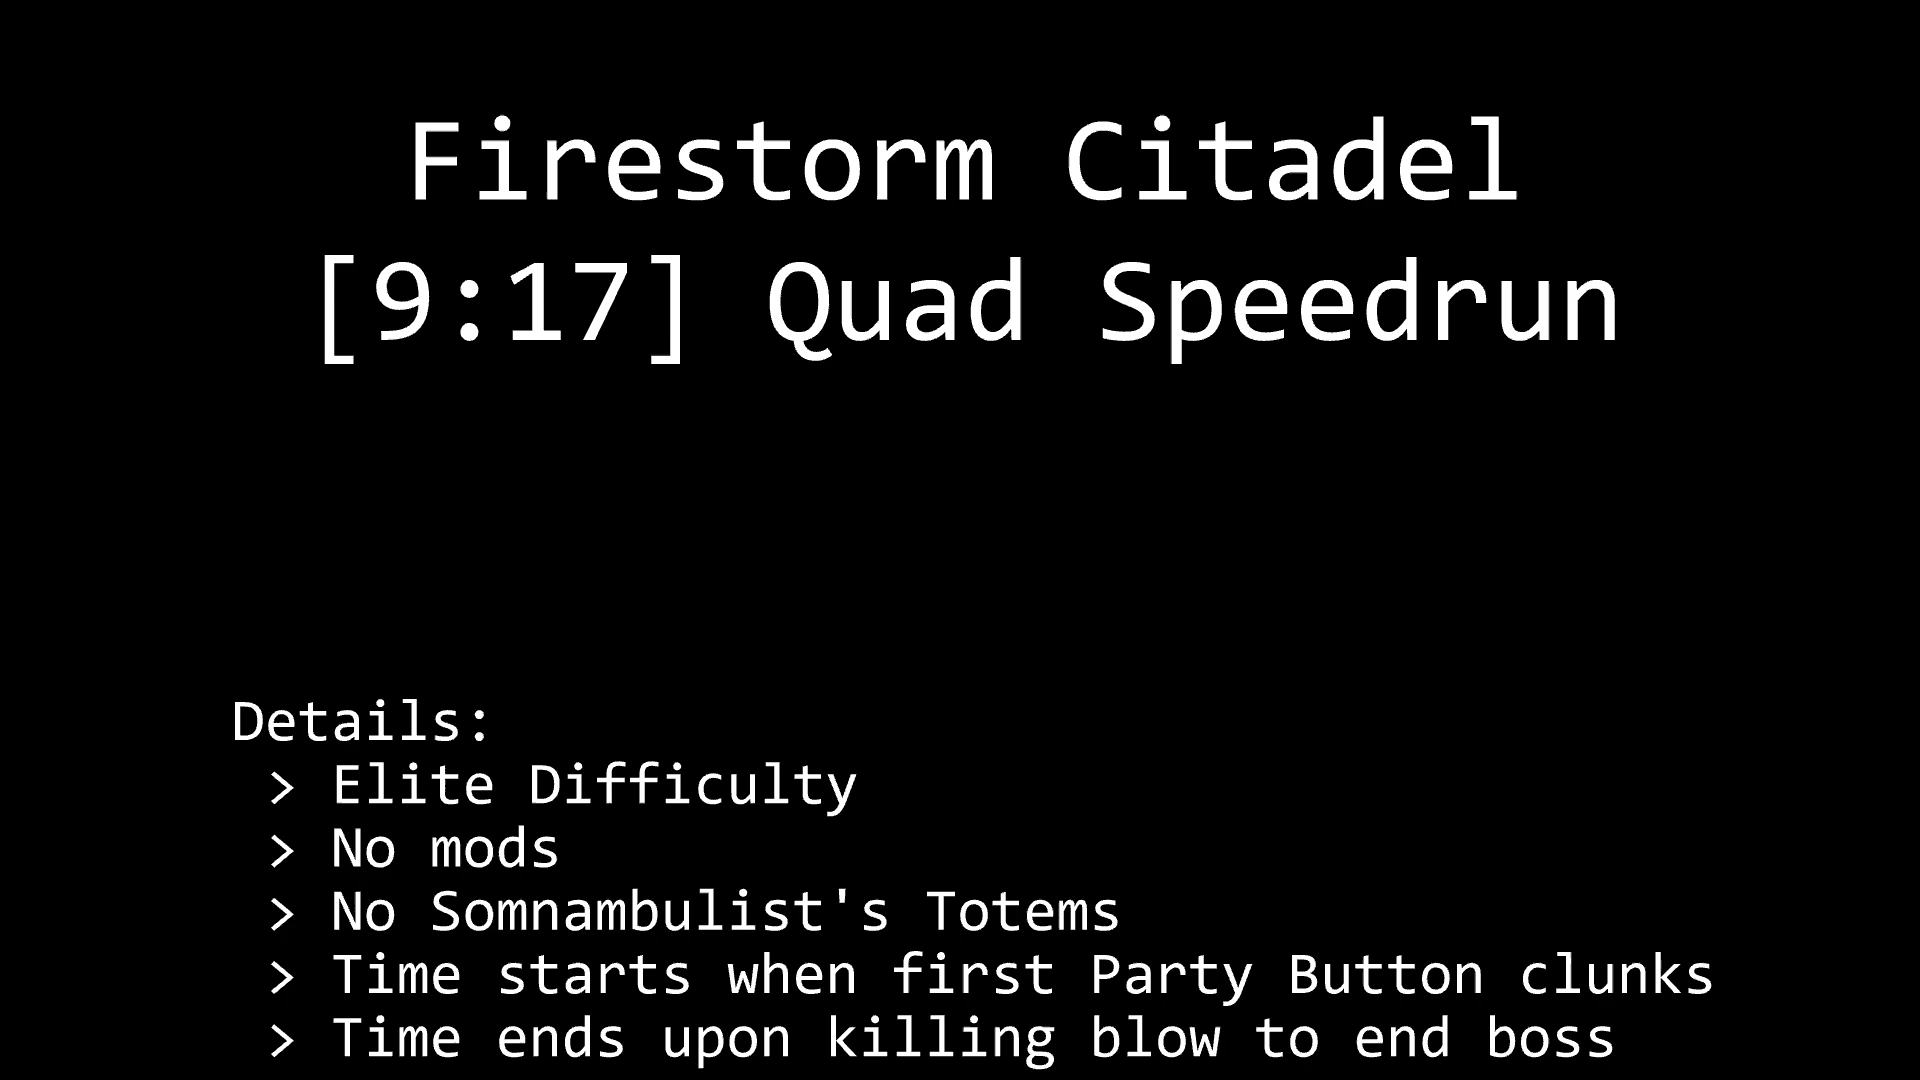 Firestorm Citadel
[9:17] Quad Speedrun
Details:
> Elite Difficulty
> No mods
> No Somnambulist's Totems
> Time starts when first Party Button clunks
> Time ends upon killing blow to end boss